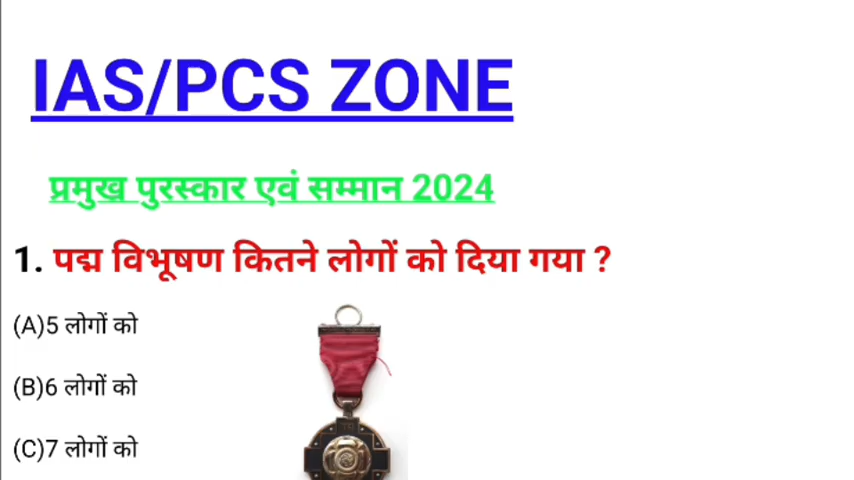 IAS/PCS ZONE
प्रमुख पुरस्कार एवं सम्मान 2024
1. पद्म विभूषण कितने लोगों को दिया गया ?
(A)5 लोगों को
(B)6 लोगों को
(C)7 लोगों को